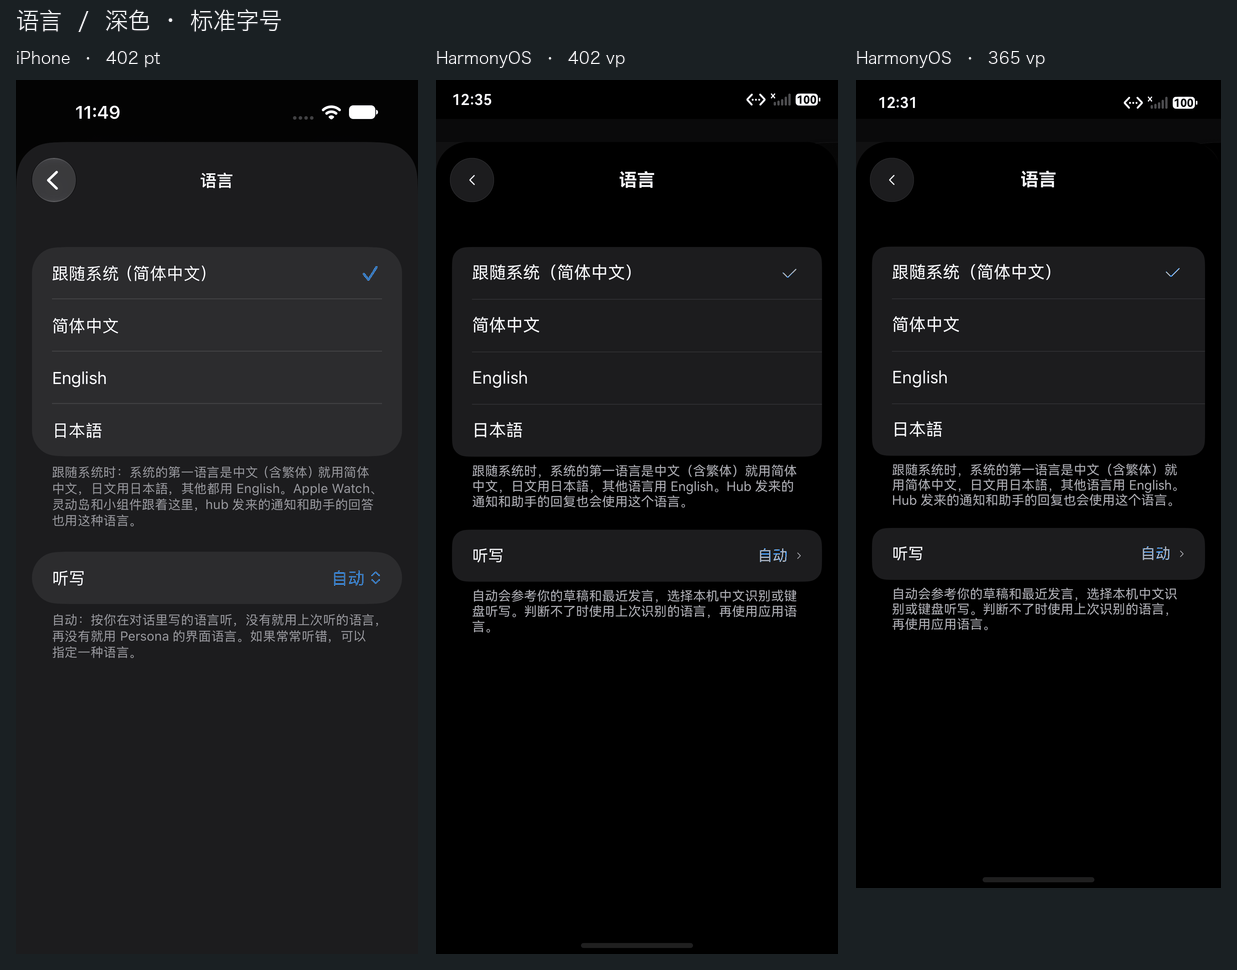 语言 / 深色 · 标准字号
iPhone · 402 pt
11:49
语言
跟随系统（简体中文）
简体中文
English
日本語
跟随系统时：系统的第一语言是中文（含繁体）就用简体
中文，日文用日本語，其他都用 English。Apple Watch、
灵动岛和小组件跟着这里，hub 发来的通知和助手的回答
也用这种语言。
听写
自动
自动：按你在对话里写的语言听，没有就用上次听的语言，
再没有就用 Persona 的界面语言。如果常常听错，可以
指定一种语言。
HarmonyOS · 402 vp
12:35
100
语言
跟随系统（简体中文）
简体中文
English
日本語
跟随系统时，系统的第一语言是中文（含繁体）就用简体
中文，日文用日本語，其他语言用 English。Hub 发来的
通知和助手的回复也会使用这个语言。
听写
自动
自动会参考你的草稿和最近发言，选择本机中文识别或键
盘听写。判断不了时使用上次识别的语言，再使用应用语
言。
HarmonyOS · 365 vp
12:31
100
语言
跟随系统（简体中文）
简体中文
English
日本語
跟随系统时，系统的第一语言是中文（含繁体）就
用简体中文，日文用日本語，其他语言用 English。
Hub 发来的通知和助手的回复也会使用这个语言。
听写
自动
自动会参考你的草稿和最近发言，选择本机中文识
别或键盘听写。判断不了时使用上次识别的语言，
再使用应用语言。